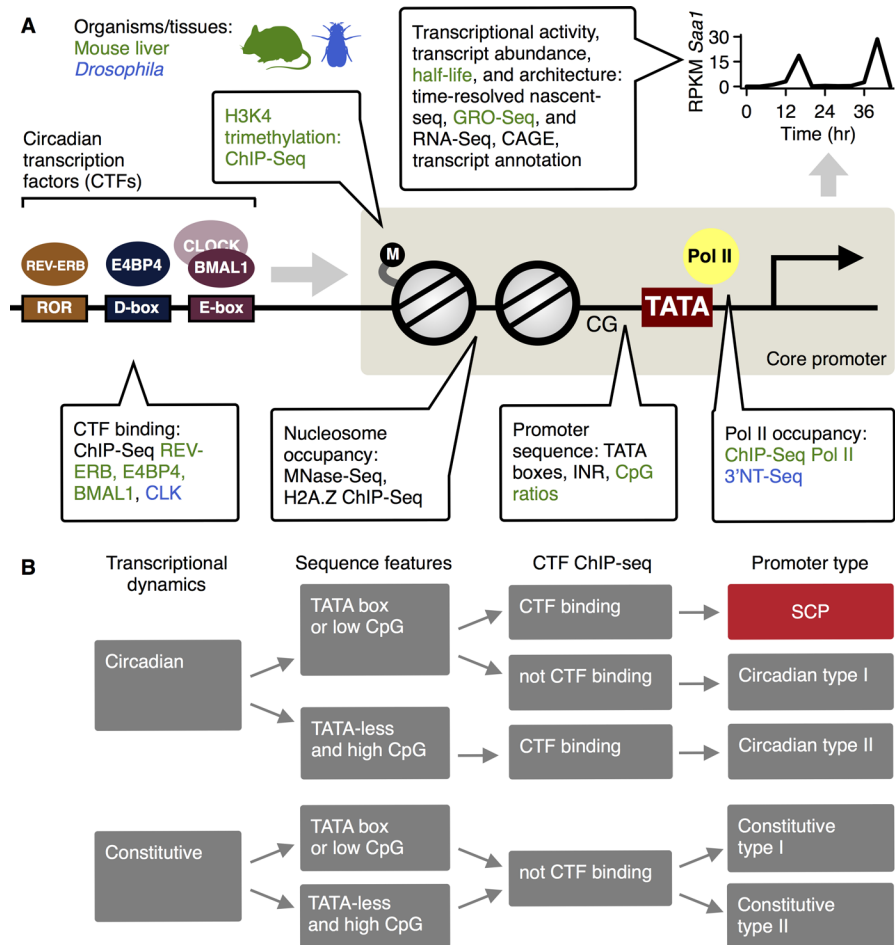 A
Organisms/tissues:
Mouse liver
Drosophila
Transcriptional activity,
transcript abundance,
half-life, and architecture:
time-resolved nascent-
seq, GRO-Seq, and
RNA-Seq, CAGE,
transcript annotation
RPKM Saa1
30
15
0
0 12 24 36
Time (hr)
H3K4
trimethylation:
ChIP-Seq
Circadian
transcription
factors (CTFs)
REV-ERB
E4BP4
CLOCK
BMAL1
M
Pol II
ROR
D-box
E-box
CG
TATA
Core promoter
CTF binding:
ChIP-Seq REV-
ERB, E4BP4,
BMAL1, CLK
Nucleosome
occupancy:
MNase-Seq,
H2A.Z ChIP-Seq
Promoter
sequence: TATA
boxes, INR, CpG
ratios
Pol II occupancy:
ChIP-Seq Pol II
3'NT-Seq
B
Transcriptional
dynamics
Sequence features
CTF ChIP-seq
Promoter type
Circadian
TATA box
or low CpG
CTF binding
SCP
not CTF binding
Circadian type I
TATA-less
and high CpG
CTF binding
Circadian type II
Constitutive
TATA box
or low CpG
not CTF binding
Constitutive
type I
TATA-less
and high CpG
Constitutive
type II